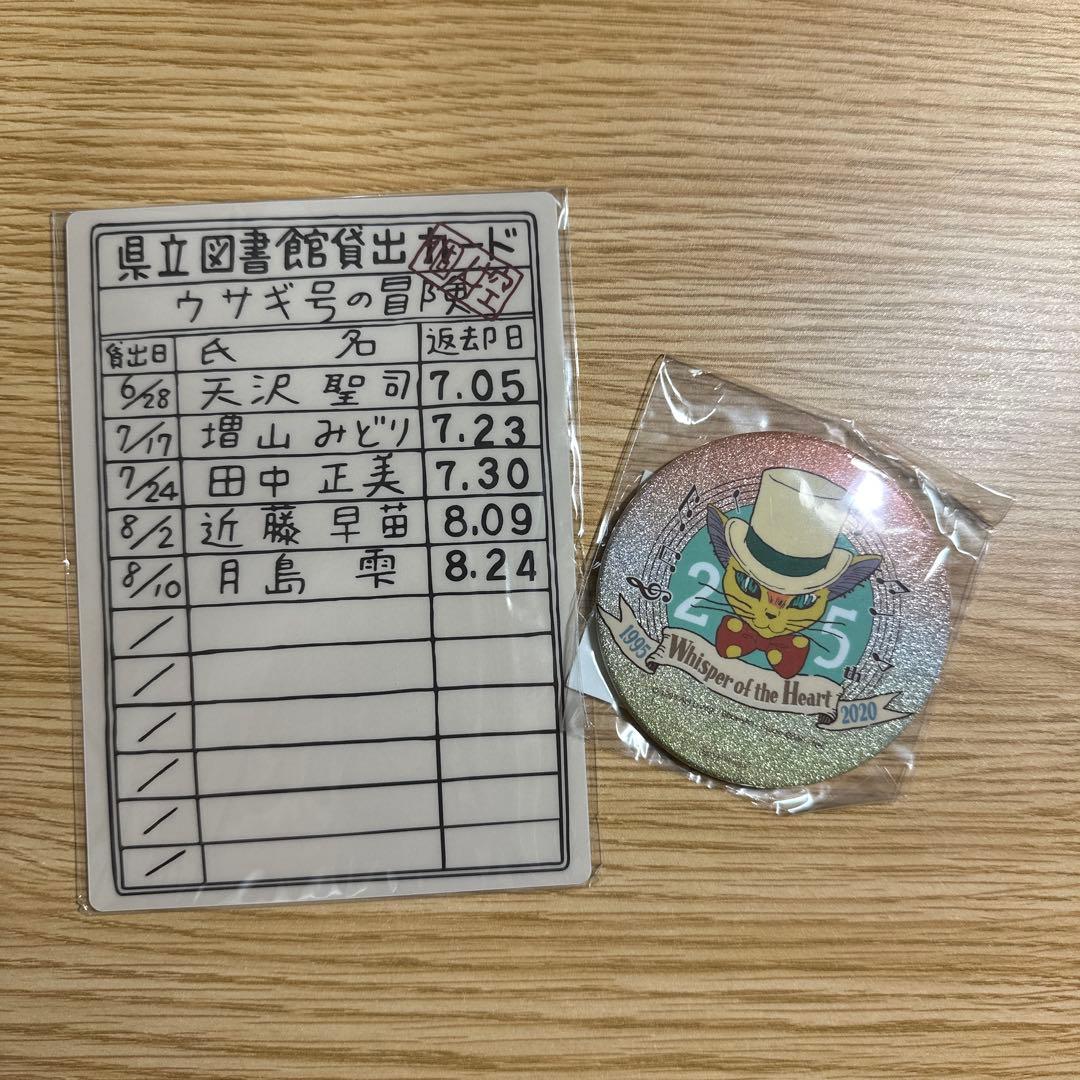 県立図書館貸出カード
ウサギ号の冒険
貸出日 氏 名 返却日
6/28 天沢 聖司 7.05
7/17 増山 みどり 7.23
7/24 田中 正美 7.30
8/2 近藤 早苗 8.09
8/10 月島 雫 8.24
25th
1995 Whisper of the Heart 2020